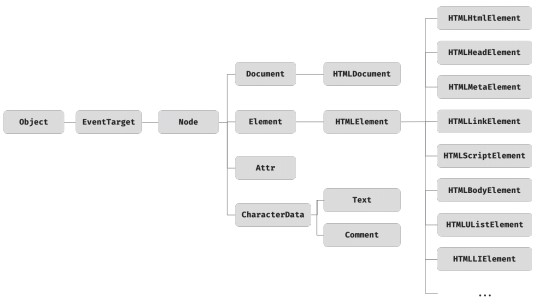 Object
EventTarget
Node
Document
Element
Attr
CharacterData
HTMLDocument
HTMLElement
Text
Comment
HTMLHtmlElement
HTMLHeadElement
HTMLMetaElement
HTMLLinkElement
HTMLScriptElement
HTMLBodyElement
HTMLUListElement
HTMLLIElement
...